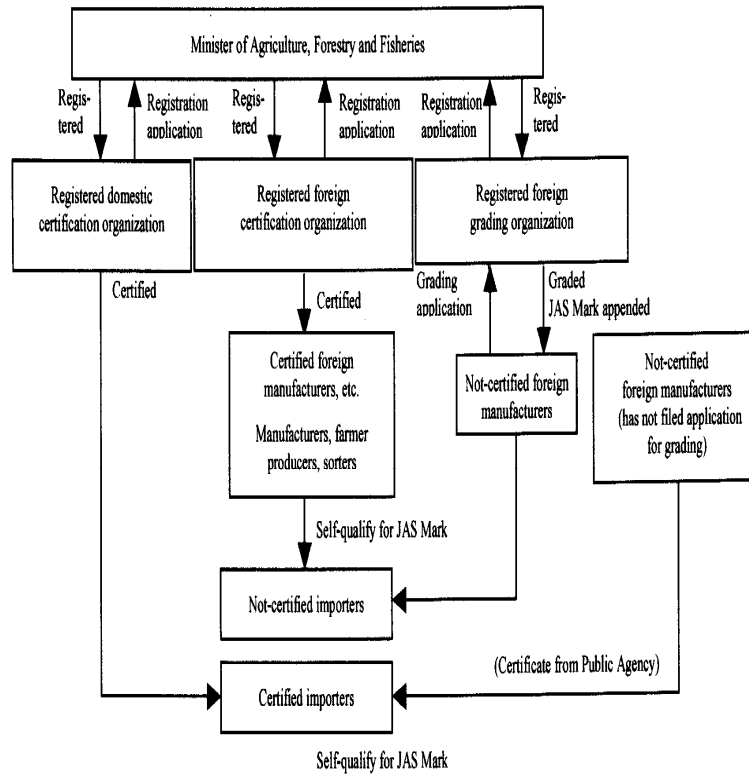 Minister of Agriculture, Forestry and Fisheries
Regis-
tered
Registration
application
Regis-
tered
Registration
application
Registration
application
Regis-
tered
Registered domestic
certification organization
Registered foreign
certification organization
Registered foreign
grading organization
Certified
Certified
Grading
application
Graded
JAS Mark appended
Certified foreign
manufacturers, etc.
Manufacturers, farmer
producers, sorters
Not-certified foreign
manufacturers
Not-certified
foreign manufacturers
(has not filed application
for grading)
Self-qualify for JAS Mark
Not-certified importers
(Certificate from Public Agency)
Certified importers
Self-qualify for JAS Mark